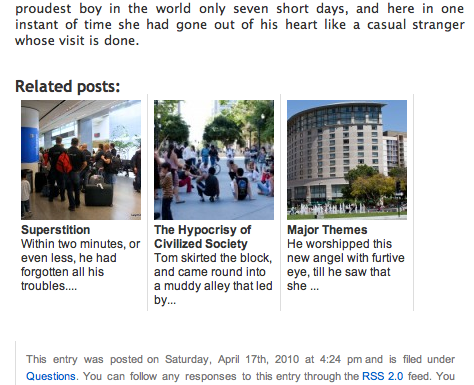 proudest boy in the world only seven short days, and here in one
instant of time she had gone out of his heart like a casual stranger
whose visit is done.
Related posts:
Superstition
Within two minutes, or
even less, he had
forgotten all his
troubles....
The Hypocrisy of
Civilized Society
Tom skirted the block,
and came round into
a muddy alley that led
by...
Major Themes
He worshipped this
new angel with furtive
eye, till he saw that
she ...
This entry was posted on Saturday, April 17th, 2010 at 4:24 pm and is filed under
Questions. You can follow any responses to this entry through the RSS 2.0 feed. You